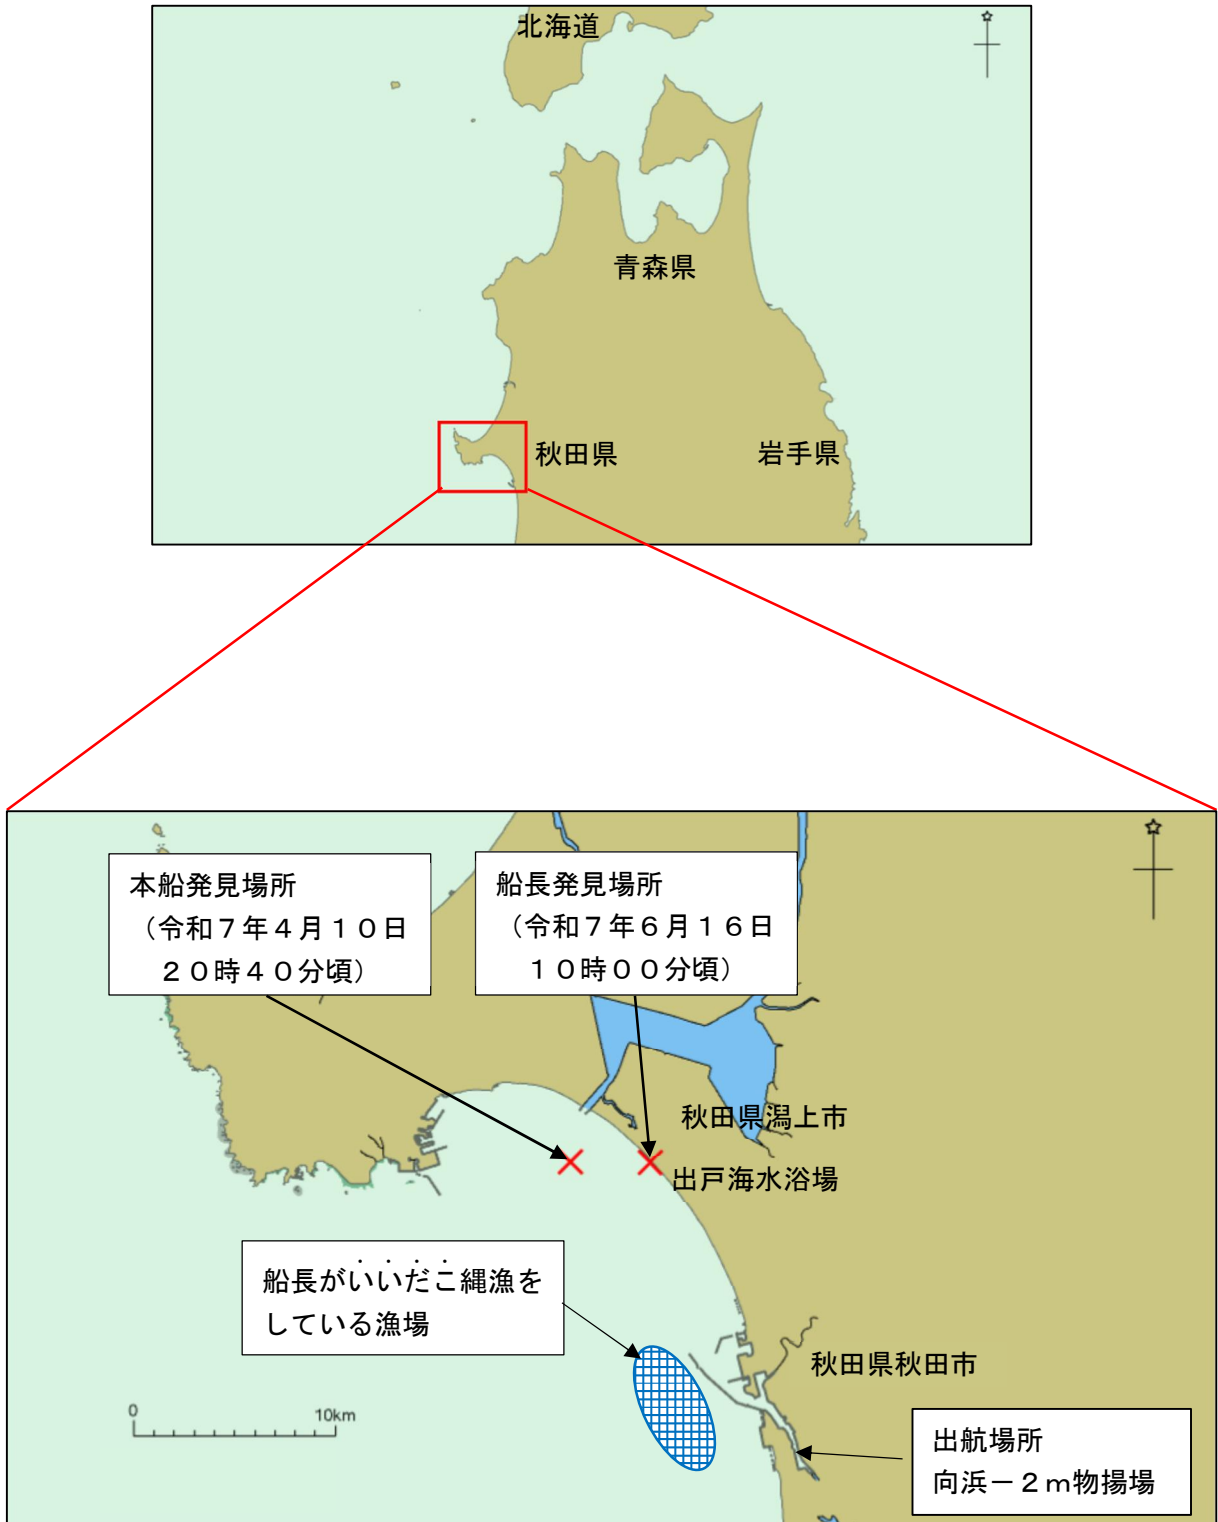 北海道
青森県
秋田県
岩手県
本船発見場所
（令和７年４月１０日
２０時４０分頃）
船長発見場所
（令和７年６月１６日
１０時００分頃）
秋田県潟上市
出戸海水浴場
船長がいいだこ縄漁を
している漁場
秋田県秋田市
0
10km
出航場所
向浜－２ｍ物揚場